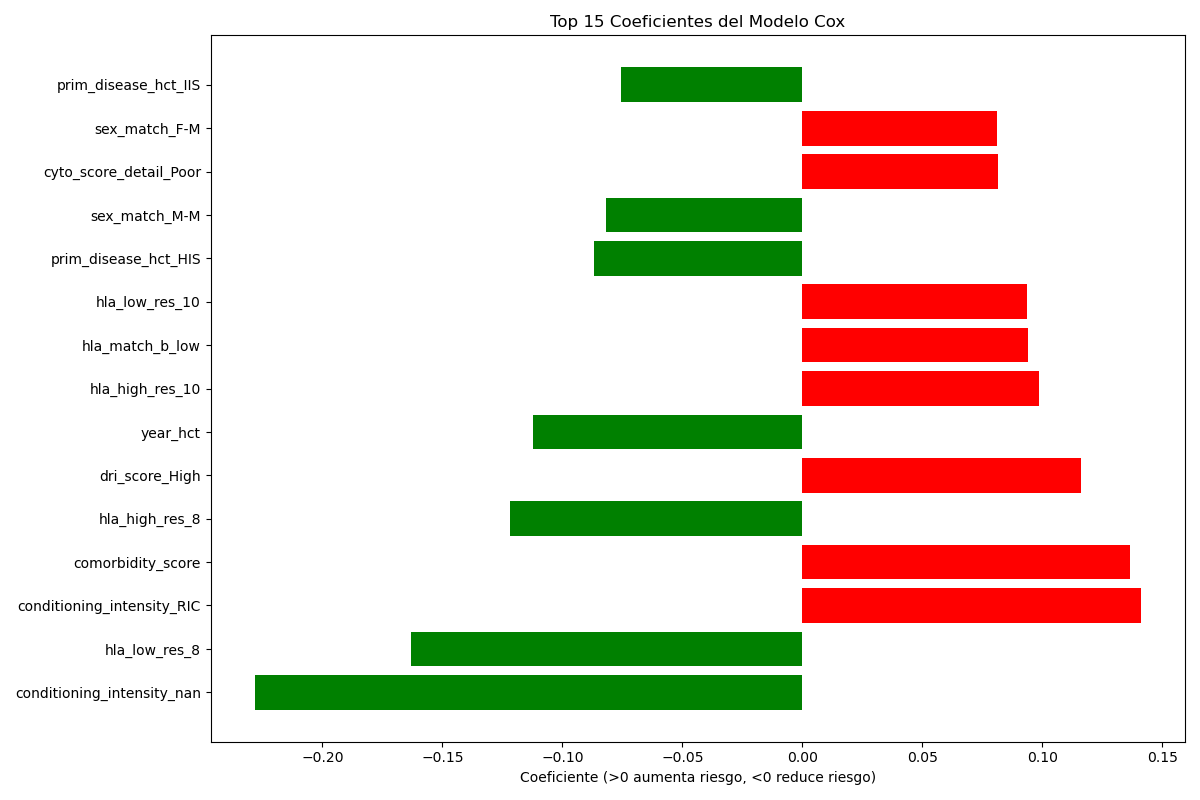 Top 15 Coeficientes del Modelo Cox
prim_disease_hct_IIS
sex_match_F-M
cyto_score_detail_Poor
sex_match_M-M
prim_disease_hct_HIS
hla_low_res_10
hla_match_b_low
hla_high_res_10
year_hct
dri_score_High
hla_high_res_8
comorbidity_score
conditioning_intensity_RIC
hla_low_res_8
conditioning_intensity_nan
−0.20 −0.15 −0.10 −0.05 0.00 0.05 0.10 0.15
Coeficiente (>0 aumenta riesgo, <0 reduce riesgo)